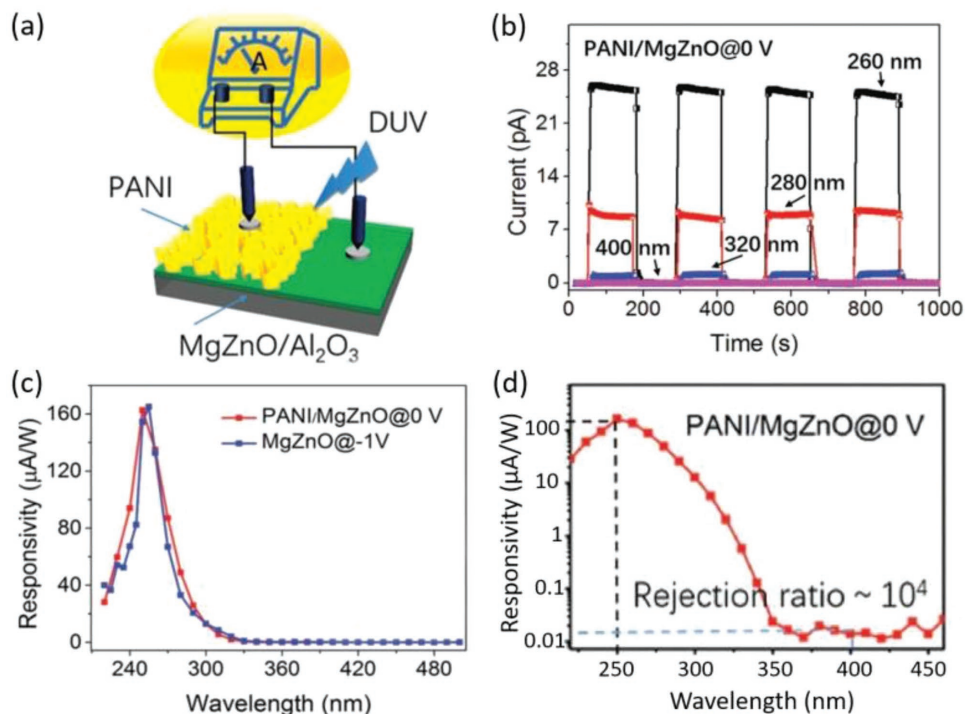 (a)
A
DUV
PANI
MgZnO/Al₂O₃
(b)
PANI/MgZnO@0 V
260 nm
280 nm
400 nm
320 nm
28
21
14
7
0
Current (pA)
0 200 400 600 800 1000
Time (s)
(c)
PANI/MgZnO@0 V
MgZnO@-1V
160
120
80
40
0
Responsivity (μA/W)
240 300 360 420 480
Wavelength (nm)
(d)
PANI/MgZnO@0 V
100
10
1
0.1
0.01
Responsivity (μA/W)
Rejection ratio ~ 10⁴
250 300 350 400 450
Wavelength (nm)